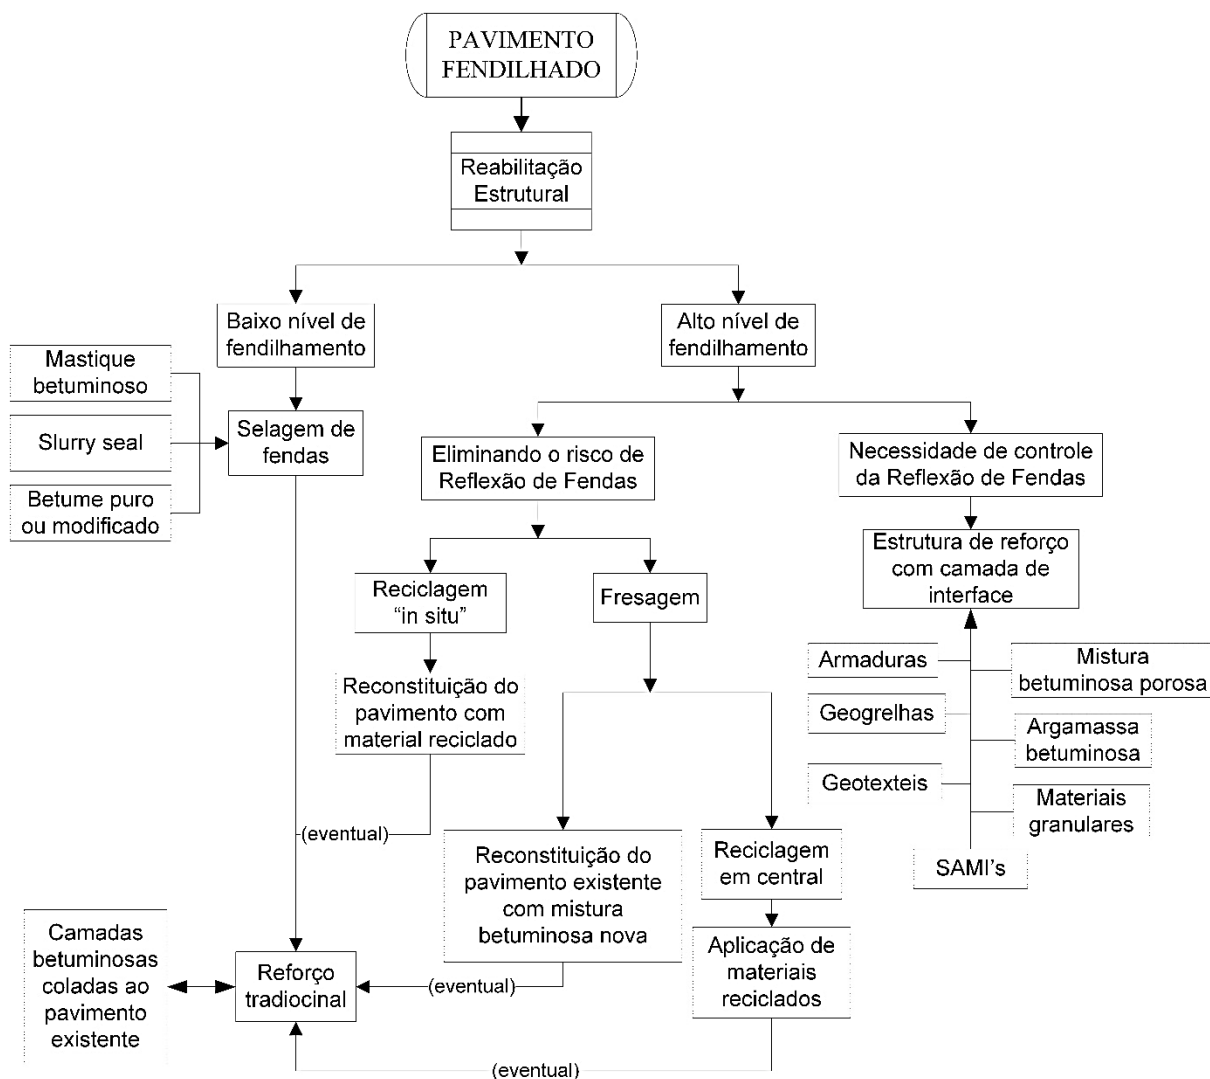 PAVIMENTO
FENDILHADO
Reabilitação
Estrutural
Baixo nível de
fendilhamento
Alto nível de
fendilhamento
Mastique
betuminoso
Slurry seal
Betume puro
ou modificado
Selagem de
fendas
Eliminando o risco de
Reflexão de Fendas
Necessidade de controle
da Reflexão de Fendas
Reciclagem
“in situ”
Fresagem
Estrutura de reforço
com camada de
interface
Reconstituição do
pavimento com
material reciclado
Armaduras
Geogrelhas
Geotexteis
Mistura
betuminosa porosa
Argamassa
betuminosa
Materiais
granulares
SAMI's
(eventual)
Reconstituição do
pavimento existente
com mistura
betuminosa nova
Reciclagem
em central
Aplicação de
materiais
reciclados
Camadas
betuminosas
coladas ao
pavimento
existente
Reforço
tradiocinal
(eventual)
(eventual)